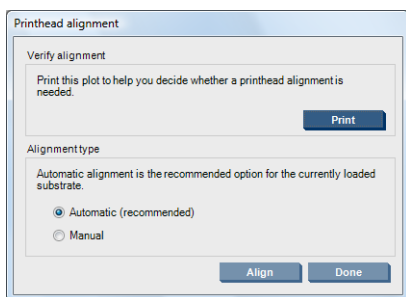 Printhead alignment
Verify alignment
Print this plot to help you decide whether a printhead alignment is
needed.
Print
Alignment type
Automatic alignment is the recommended option for the currently loaded
substrate.
Automatic (recommended)
Manual
Align
Done